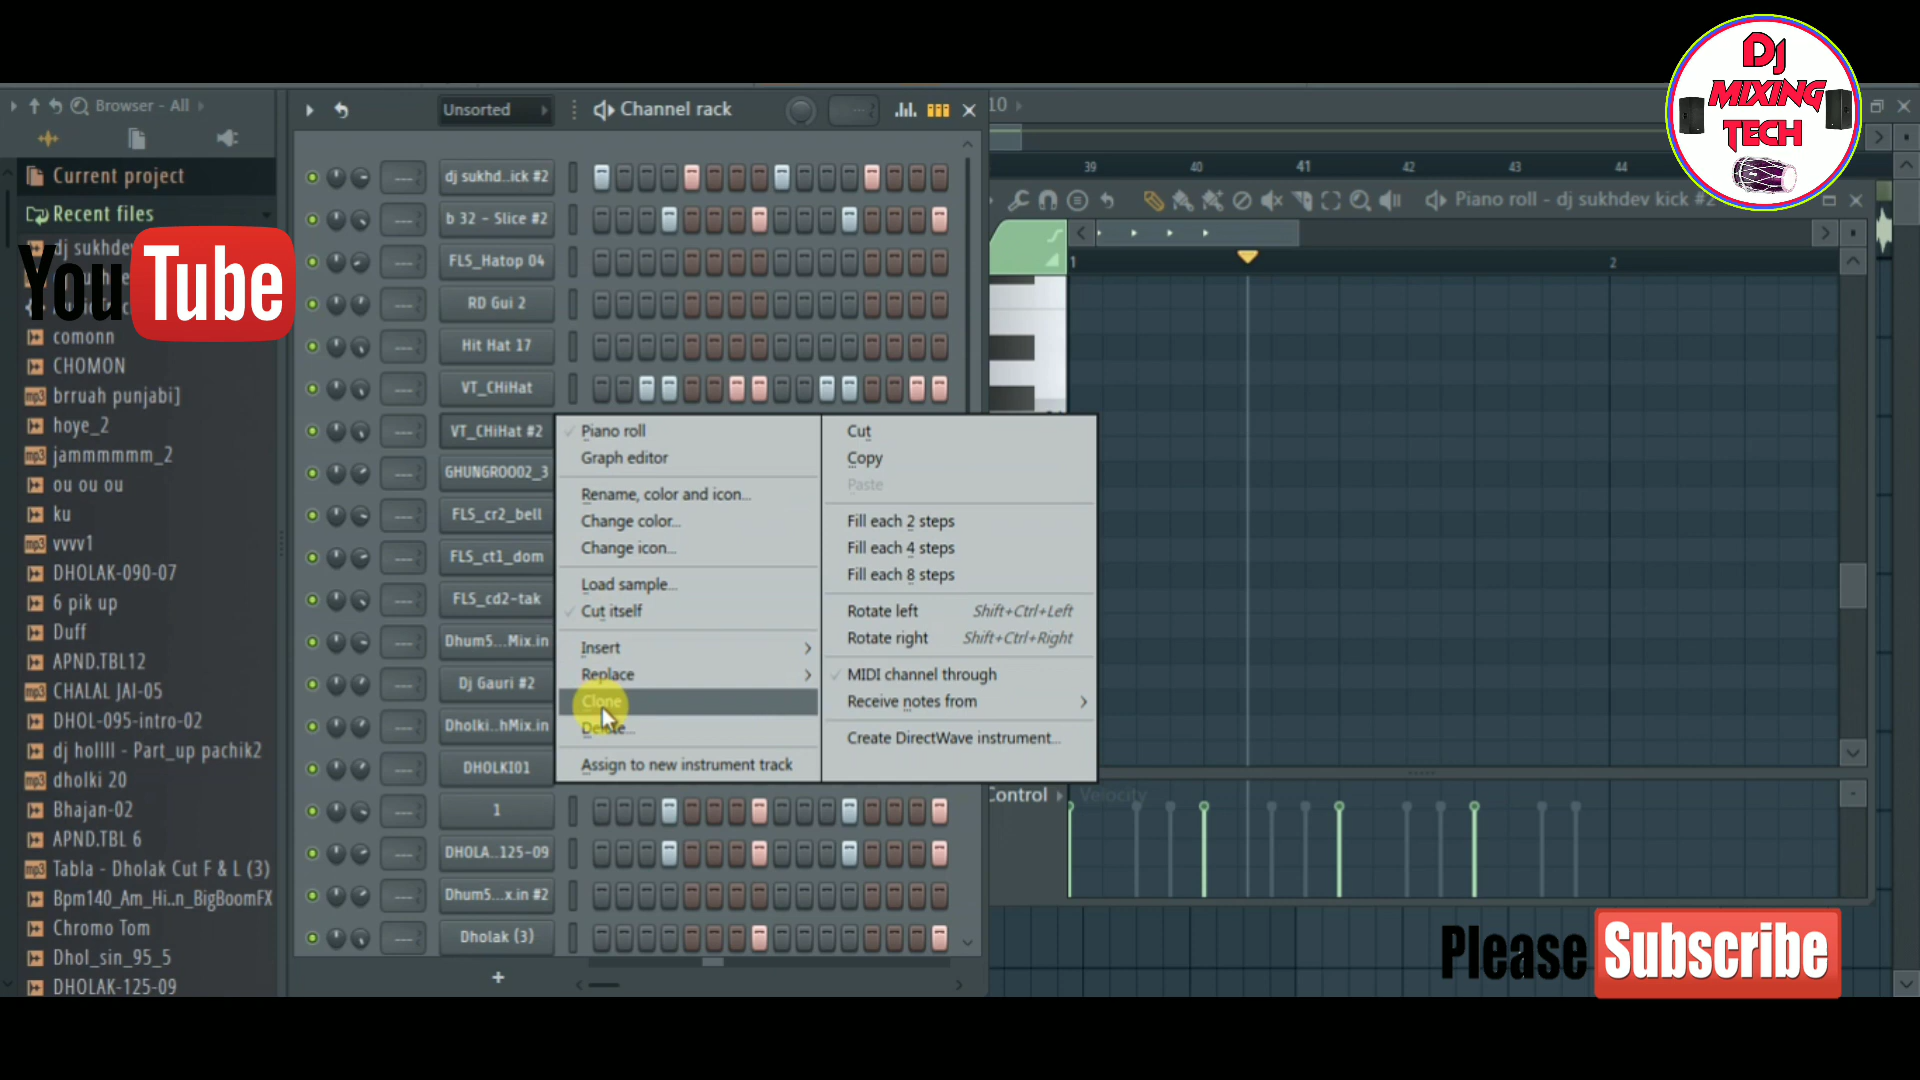 DJ
MIXING
TECH
Browser - All
Current project
Recent files
dj sukhdev
YouTube
comonn
CHOMON
brruah punjabi]
hoye_2
jammmmmm_2
ou ou ou
ku
vvvv1
DHOLAK-090-07
6 pik up
Duff
APND.TBL12
CHALAL JAI-05
DHOL-095-intro-02
dj hollll - Part_up pachik2
dholki 20
Bhajan-02
APND.TBL 6
Tabla - Dholak Cut F & L (3)
Bpm140_Am_Hi..n_BigBoomFX
Chromo Tom
Dhol_sin_95_5
DHOLAK-125-09
Unsorted
Channel rack
dj sukhd..ick #2
b 32 - Slice #2
FLS_Hatop 04
RD Gui 2
Hit Hat 17
VT_CHiHat
VT_CHiHat #2
GHUNGROO02_3
FLS_cr2_bell
FLS_ct1_dom
FLS_cd2-tak
Dhum5...Mix.in
Dj Gauri #2
Dholki..hMix.in
DHOLKI01
1
DHOLA..125-09
Dhum5...x.in #2
Dholak (3)
+
Piano roll
Graph editor
Rename, color and icon...
Change color...
Change icon...
Load sample...
Cut itself
Insert
Replace
Clone
Delete...
Assign to new instrument track
Cut
Copy
Paste
Fill each 2 steps
Fill each 4 steps
Fill each 8 steps
Rotate left Shift+Ctrl+Left
Rotate right Shift+Ctrl+Right
MIDI channel through
Receive notes from
Create DirectWave instrument...
10
39 40 41 42 43 44
Piano roll - dj sukhdev kick #2
1 2
Control Velocity
Please Subscribe